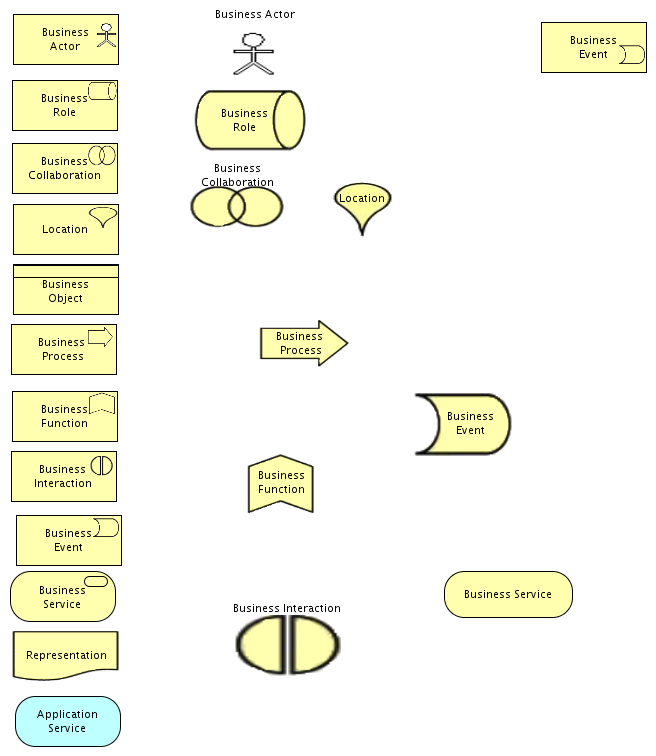 Business
Actor
Business Actor
Business
Event
Business
Role
Business
Role
Business
Collaboration
Business
Collaboration
Location
Location
Business
Object
Business
Process
Business
Process
Business
Function
Business
Event
Business
Interaction
Business
Function
Business
Event
Business
Service
Business Service
Business Interaction
Representation
Application
Service